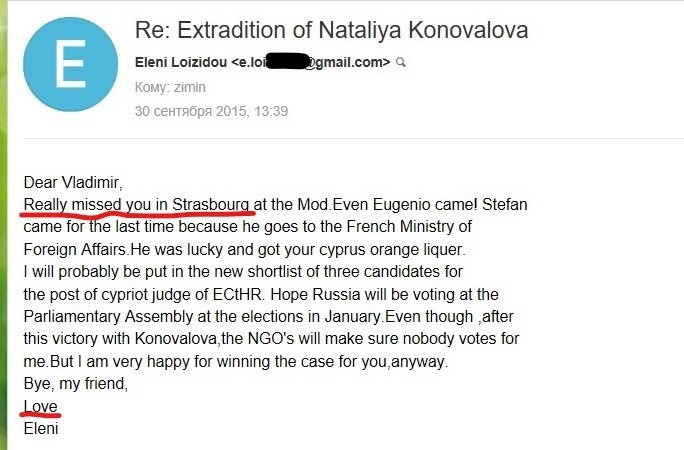 E
Re: Extradition of Nataliya Konovalova
Eleni Loizidou <e.loi gmail.com>
Кому: zimin
30 сентября 2015, 13:39
Dear Vladimir,
Really missed you in Strasbourg at the Mod.Even Eugenio came! Stefan
came for the last time because he goes to the French Ministry of
Foreign Affairs.He was lucky and got your cyprus orange liquer.
I will probably be put in the new shortlist of three candidates for
the post of cypriot judge of ECtHR. Hope Russia will be voting at the
Parliamentary Assembly at the elections in January.Even though ,after
this victory with Konovalova,the NGO's will make sure nobody votes for
me.But I am very happy for winning the case for you,anyway.
Bye, my friend,
Love
Eleni